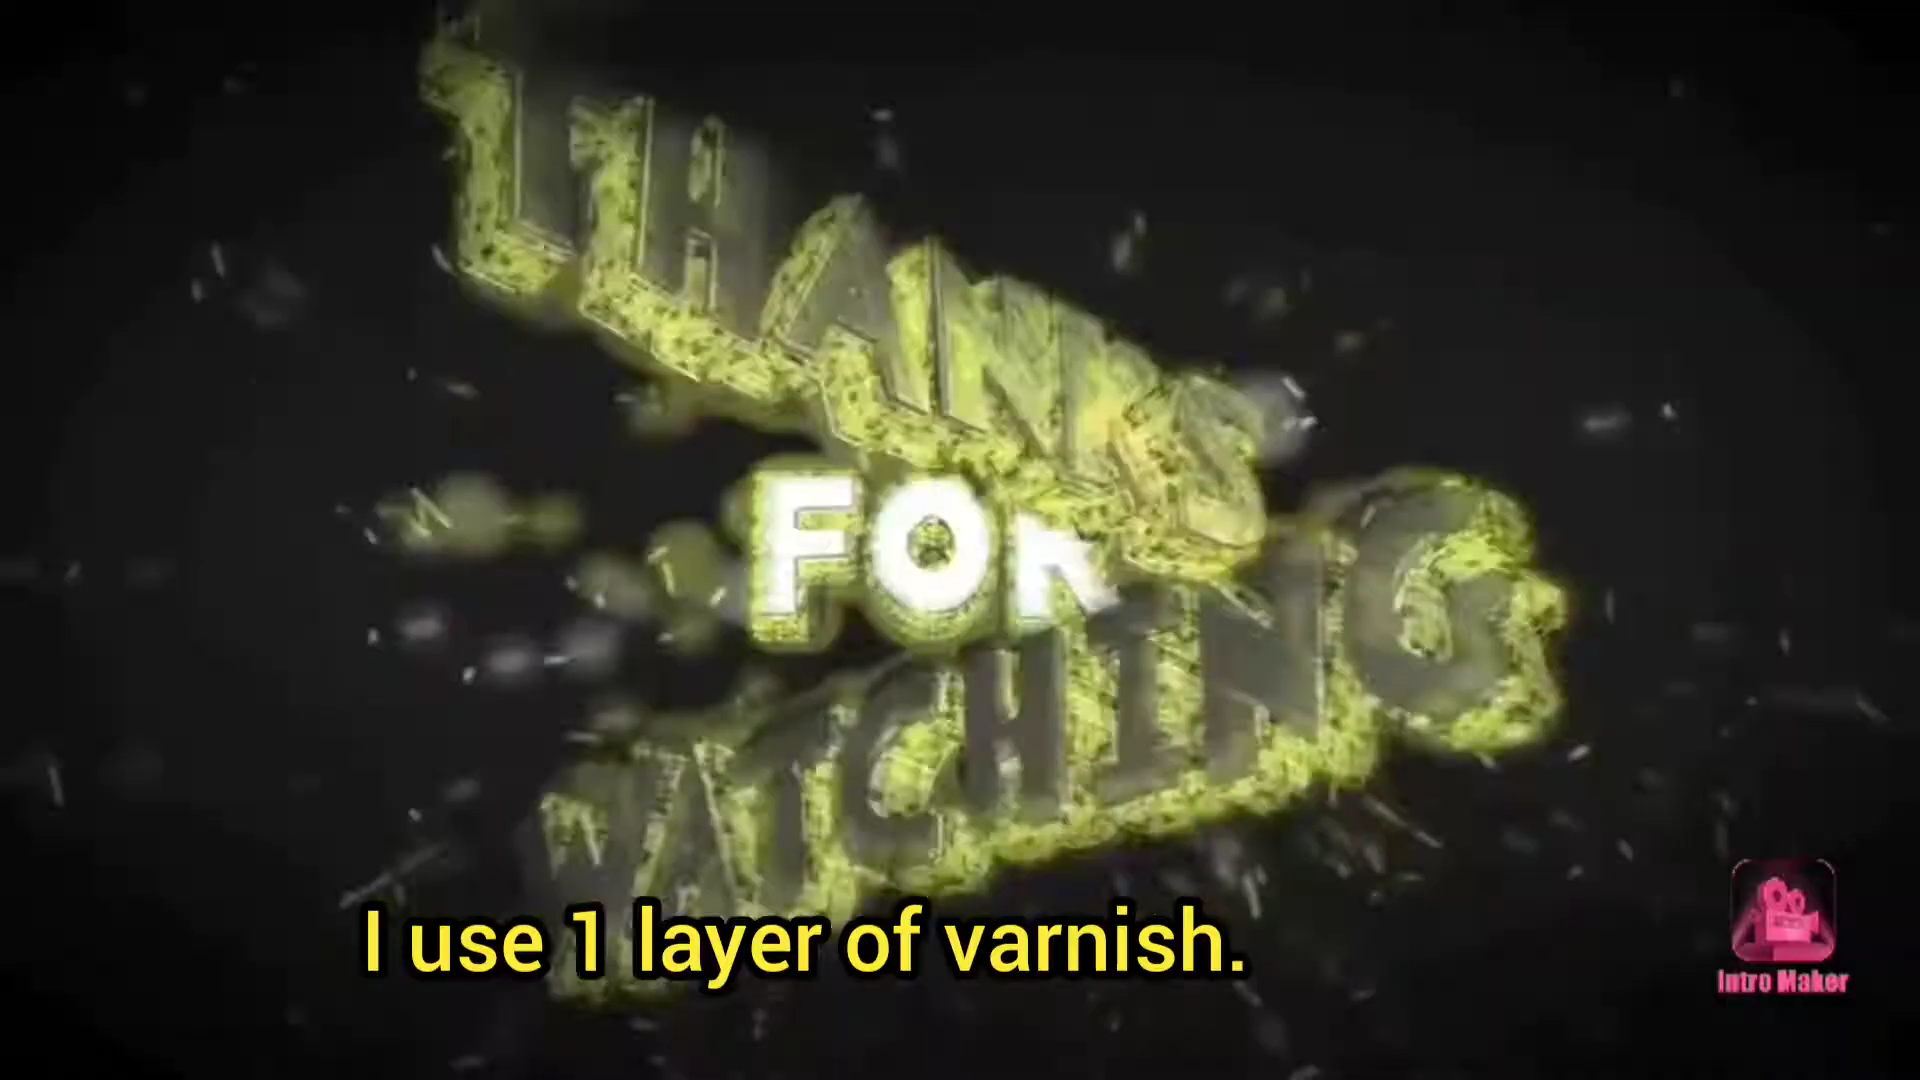 THANKS
FOR
WATCHING
I use 1 layer of varnish.
Intro Maker